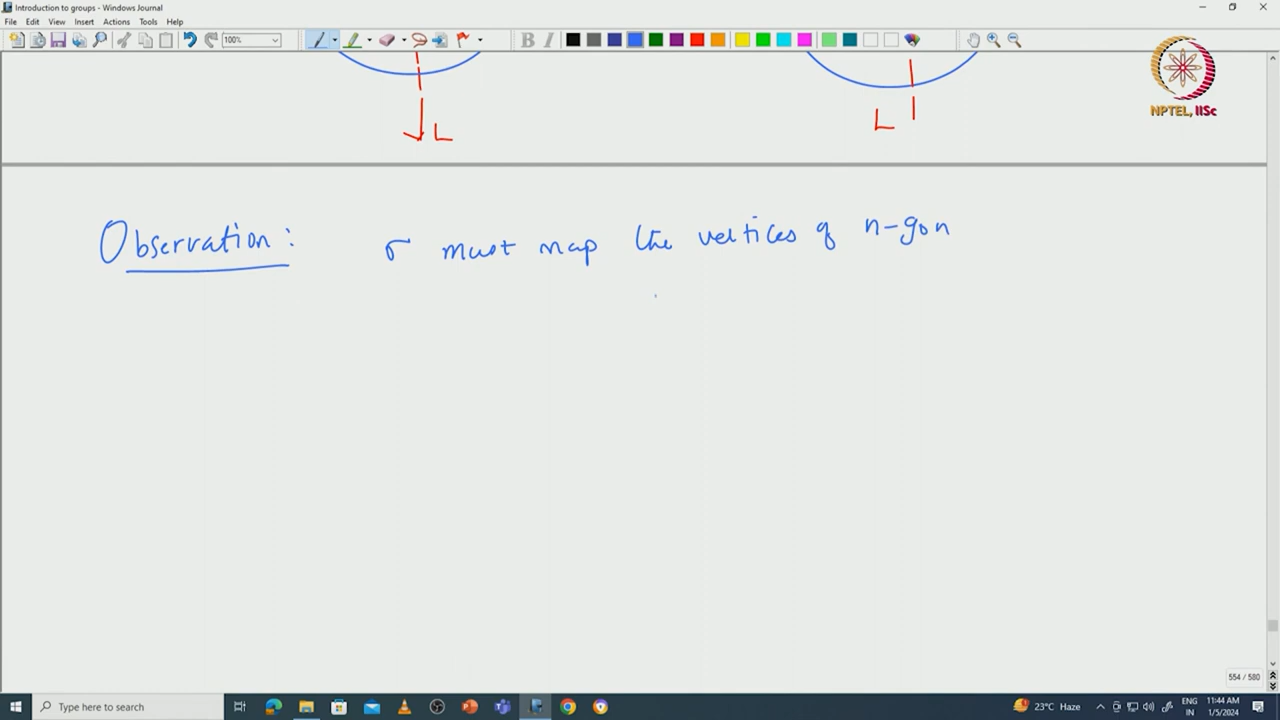 Introduction to groups - Windows Journal
File Edit View Insert Actions Tools Help
100%
B I
NPTEL, IISc
L
L
Observation: σ must map the vertices of n-gon
554 / 580
Type here to search
23°C Haze
ENG
IN
11:44 AM
1/5/2024